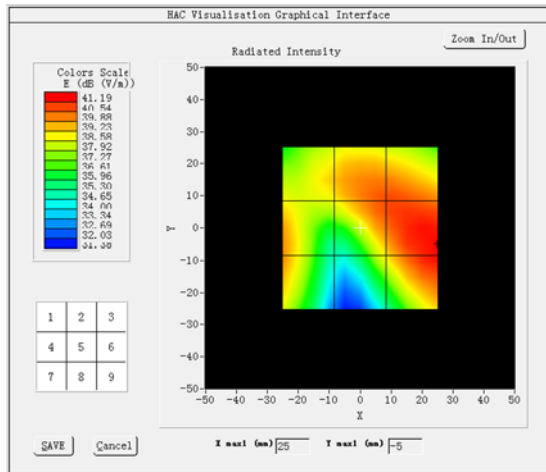 HAC Visualisation Graphical Interface
Zoom In/Out
Radiated Intensity
Colors Scale
E (dB (V/m))
41.19
40.54
39.88
39.23
38.58
37.92
37.27
36.61
35.96
35.30
34.65
34.00
33.34
32.69
32.03
31.38
50
40
30
20
10
0
-10
-20
-30
-40
-50
Y
-50 -40 -30 -20 -10 0 10 20 30 40 50
X
1 2 3
4 5 6
7 8 9
SAVE Cancel
X max1 (mm) 25 Y max1 (mm) -5